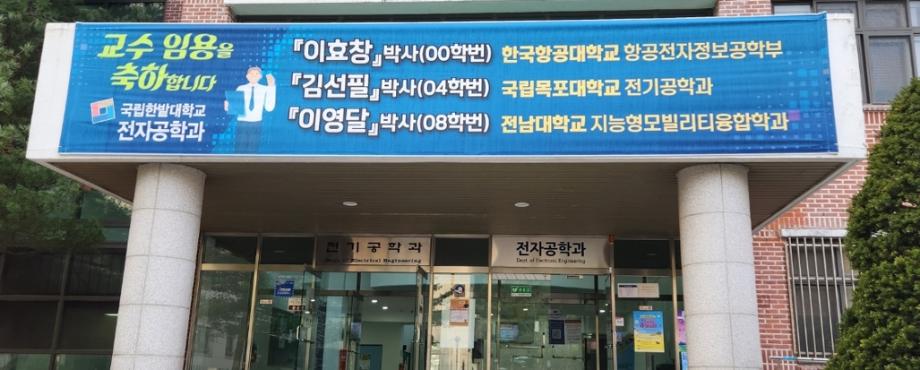 교수 임용을
축하합니다
국립한밭대학교
전자공학과
『이효창』박사(00학번) 한국항공대학교 항공전자정보공학부
『김선필』박사(04학번) 국립목포대학교 전기공학과
『이영달』박사(08학번) 전남대학교 지능형모빌리티융합학과
전기공학과
Dept. of Electrical Engineering
전자공학과
Dept. of Electronic Engineering